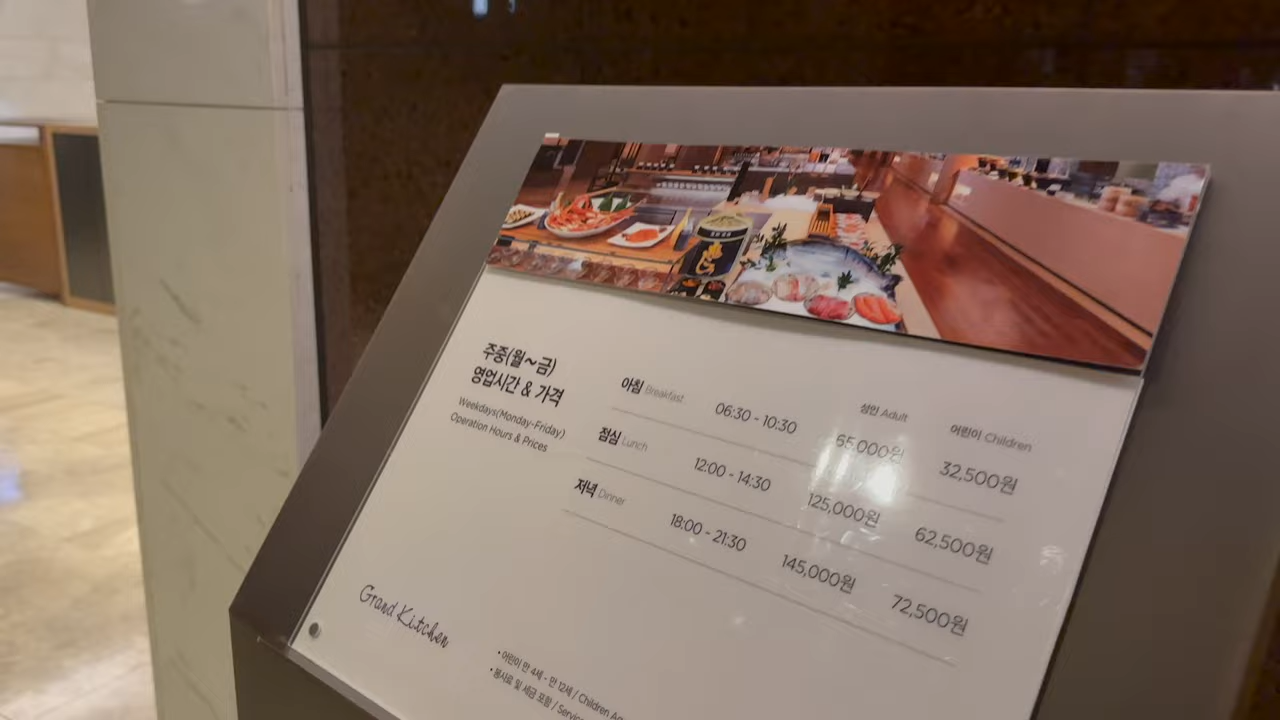 주중(월~금)
영업시간 & 가격
Weekdays(Monday-Friday)
Operation Hours & Prices
성인 Adult 어린이 Children
아침 Breakfast 06:30 - 10:30 65,000원 32,500원
점심 Lunch 12:00 - 14:30 125,000원 62,500원
저녁 Dinner 18:00 - 21:30 145,000원 72,500원
Grand Kitchen
• 어린이 만 4세 - 만 12세 / Children
• 봉사료 및 세금 포함 /